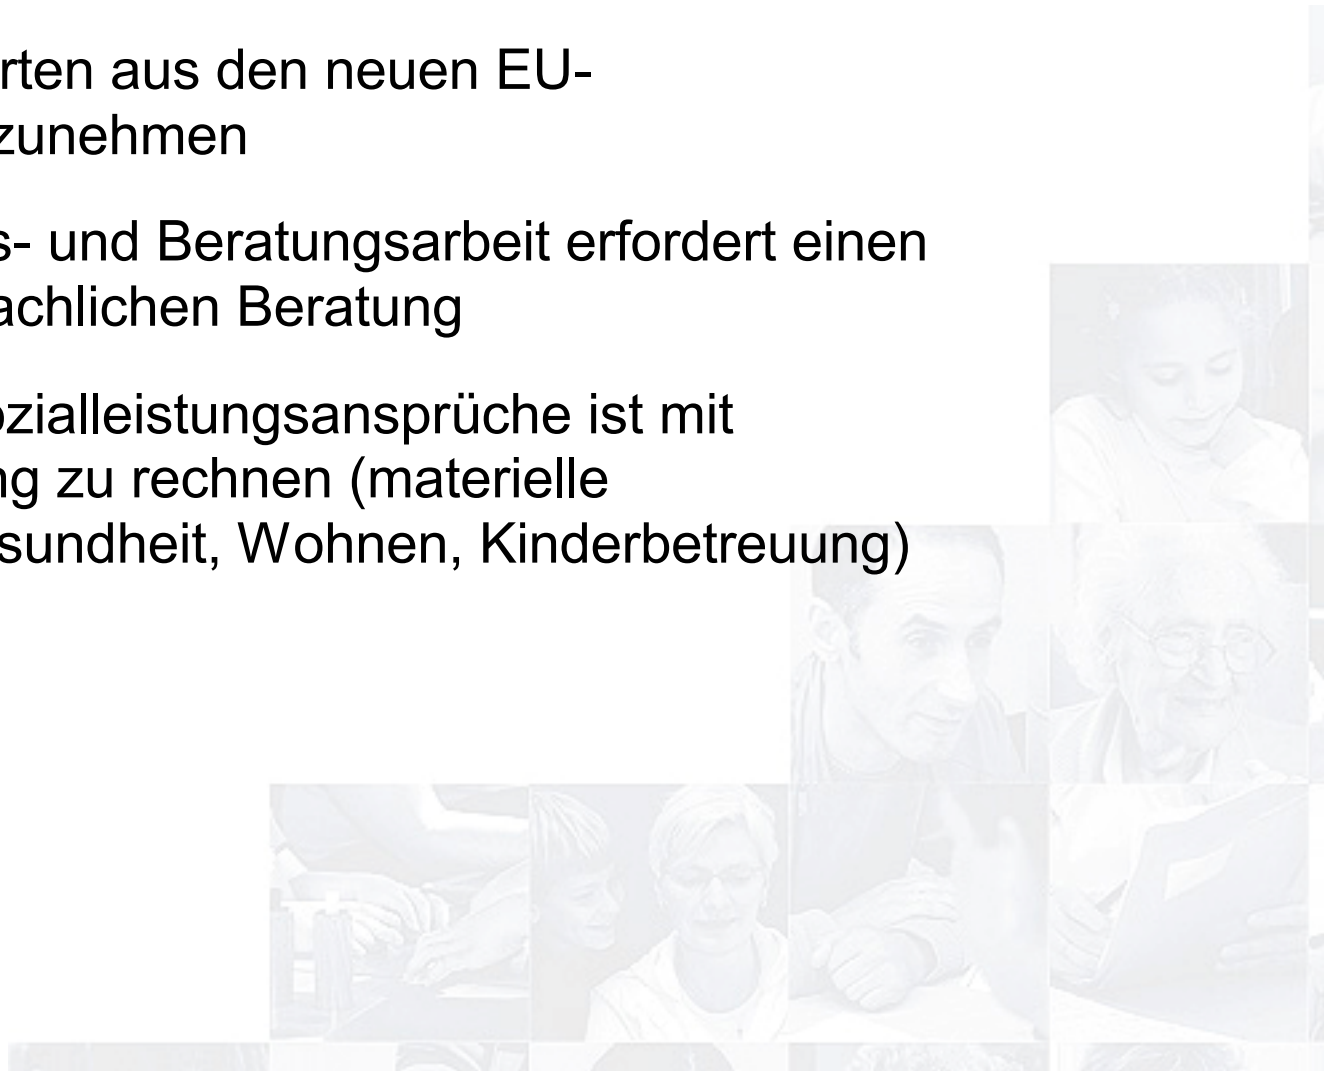 rten aus den neuen EU-
zunehmen
s- und Beratungsarbeit erfordert einen
achlichen Beratung
ozialleistungsansprüche ist mit
ng zu rechnen (materielle
sundheit, Wohnen, Kinderbetreuung)